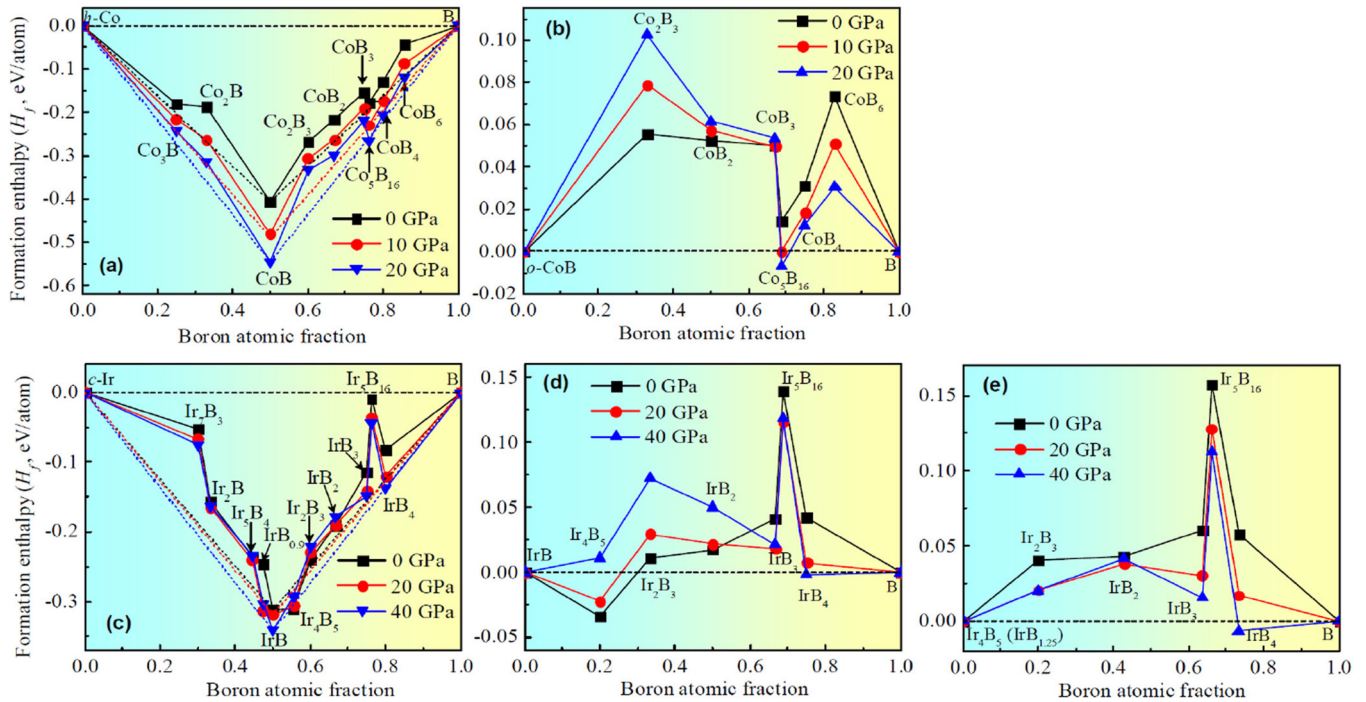 h-Co
B
0.0
-0.1
-0.2
-0.3
-0.4
-0.5
-0.6
Formation enthalpy (H_f, eV/atom)
Co₃B
Co₂B
CoB
Co₂B₃
CoB₂
CoB₃
Co₅B₁₆
CoB₄
CoB₆
0 GPa
10 GPa
20 GPa
(a)
0.0 0.2 0.4 0.6 0.8 1.0
Boron atomic fraction
(b)
Co₂B₃
0 GPa
10 GPa
20 GPa
0.10
0.08
0.06
0.04
0.02
0.00
-0.02
CoB₂
CoB₃
CoB₆
CoB₄
Co₅B₁₆
o-CoB
B
0.0 0.2 0.4 0.6 0.8 1.0
Boron atomic fraction
c-Ir
B
0.0
-0.1
-0.2
-0.3
Formation enthalpy (H_f, eV/atom)
Ir₇B₃
Ir₂B
Ir₅B₄
IrB₀.₉
IrB
Ir₄B₅
Ir₂B₃
IrB₂
IrB₃
Ir₅B₁₆
IrB₄
0 GPa
20 GPa
40 GPa
(c)
0.0 0.2 0.4 0.6 0.8 1.0
Boron atomic fraction
(d)
0 GPa
20 GPa
40 GPa
0.15
0.10
0.05
0.00
-0.05
IrB
Ir₄B₅
Ir₂B₃
IrB₂
IrB₃
Ir₅B₁₆
IrB₄
B
0.0 0.2 0.4 0.6 0.8 1.0
Boron atomic fraction
(e)
0 GPa
20 GPa
40 GPa
0.15
0.10
0.05
0.00
Ir₅B₁₆
Ir₂B₃
IrB₂
IrB₃
IrB₄
Ir₄B₅ (IrB₁.₂₅)
B
0.0 0.2 0.4 0.6 0.8 1.0
Boron atomic fraction